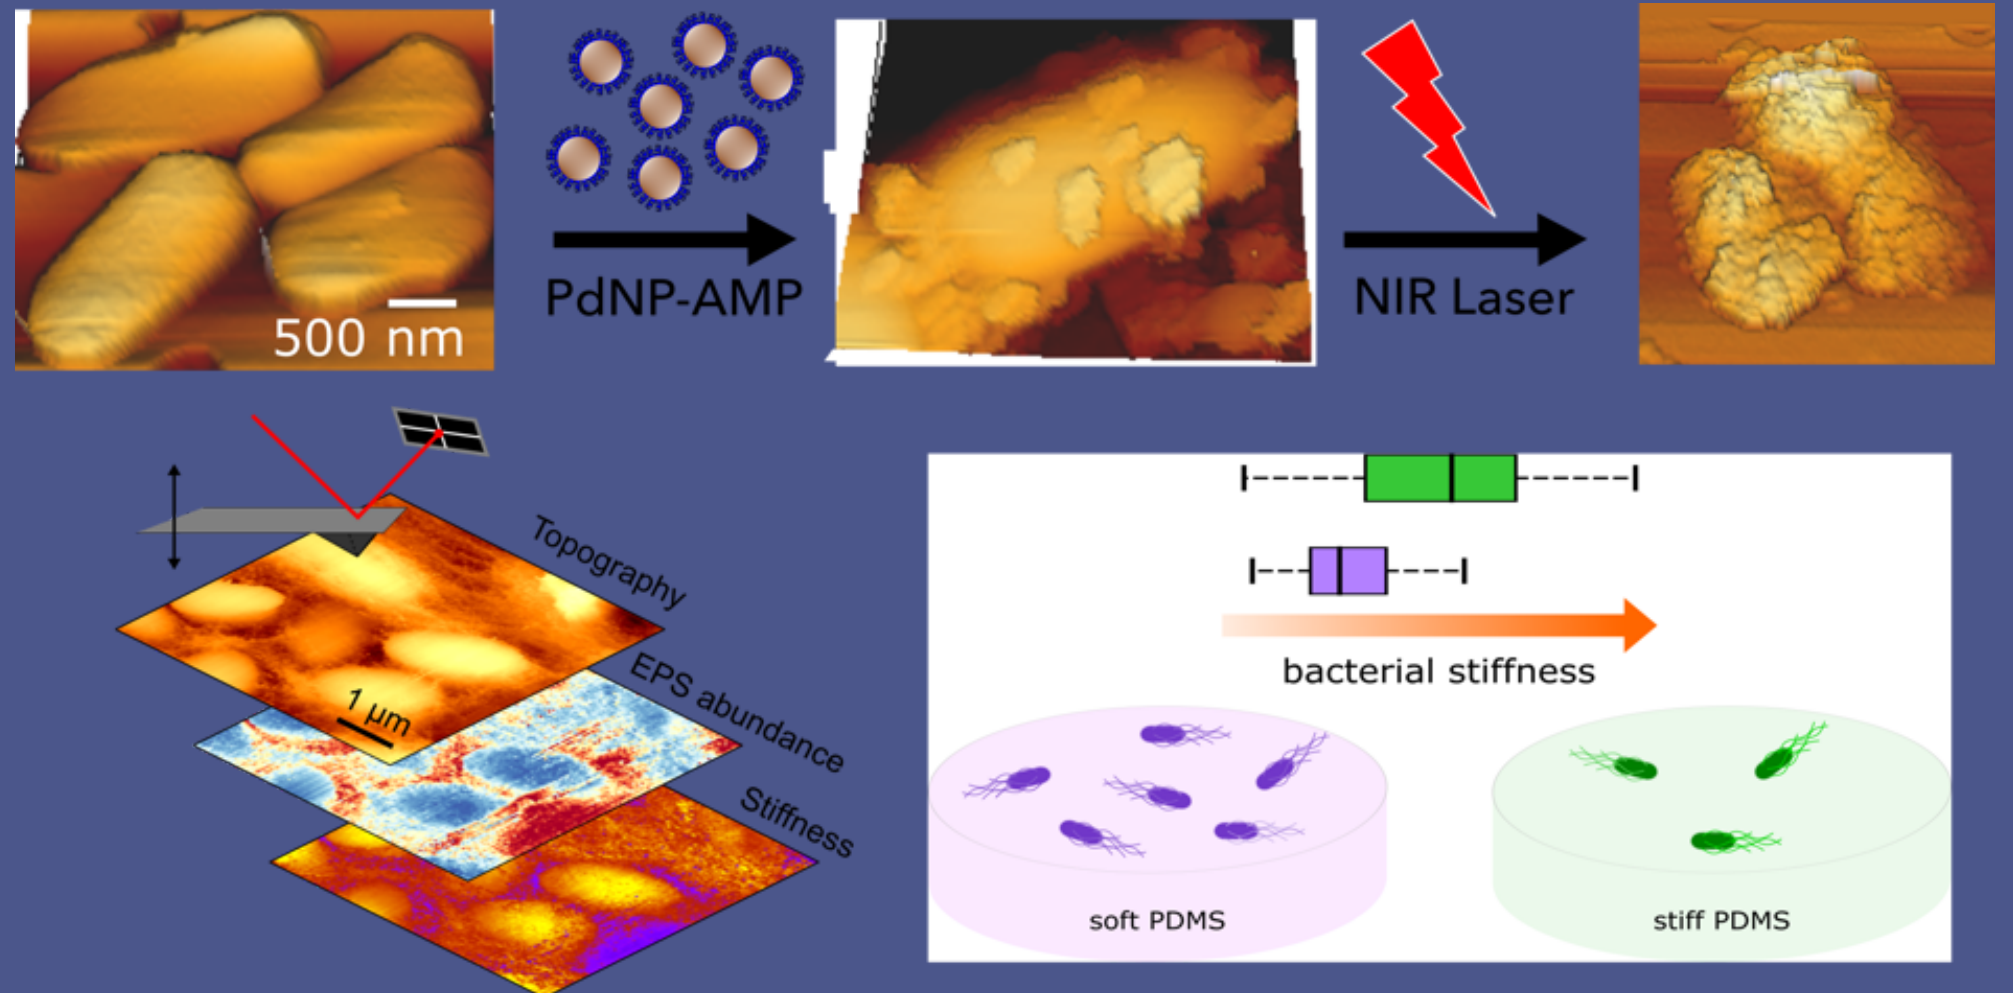 500 nm
PdNP-AMP
NIR Laser
Topography
EPS abundance
Stiffness
1 μm
bacterial stiffness
soft PDMS
stiff PDMS